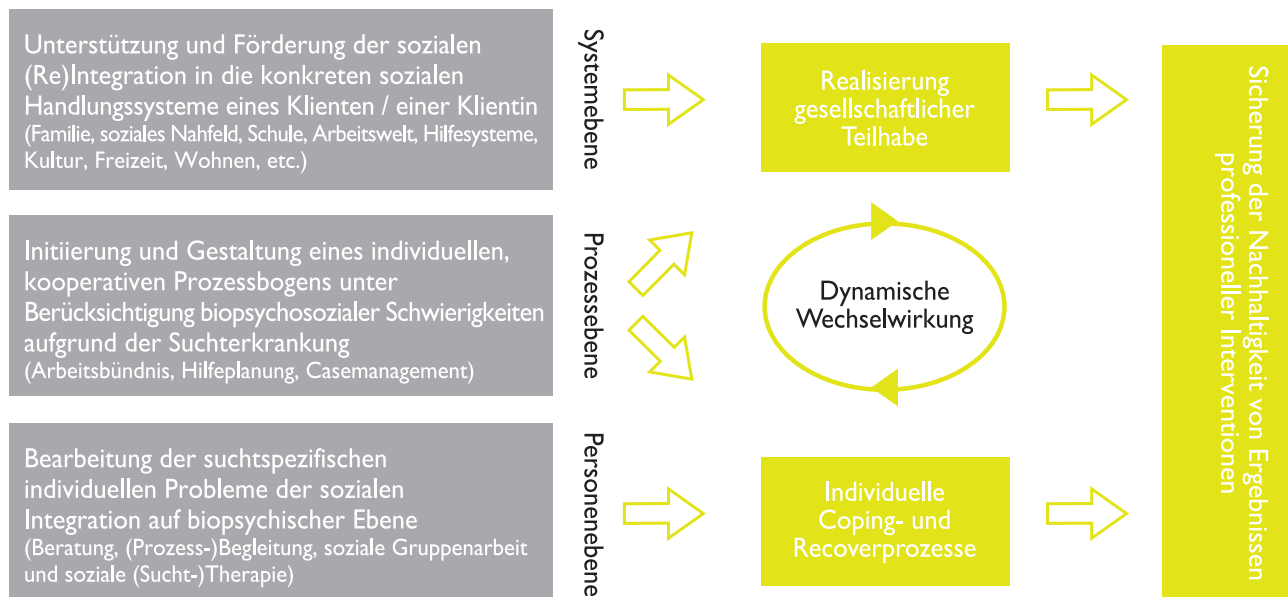 Unterstützung und Förderung der sozialen
(Re)Integration in die konkreten sozialen
Handlungssysteme eines Klienten / einer Klientin
(Familie, soziales Nahfeld, Schule, Arbeitswelt, Hilfesysteme,
Kultur, Freizeit, Wohnen, etc.)
Systemebene
Realisierung
gesellschaftlicher
Teilhabe
Initiierung und Gestaltung eines individuellen,
kooperativen Prozessbogens unter
Berücksichtigung biopsychosozialer Schwierigkeiten
aufgrund der Suchterkrankung
(Arbeitsbündnis, Hilfeplanung, Casemanagement)
Prozessebene
Dynamische
Wechselwirkung
Bearbeitung der suchtspezifischen
individuellen Probleme der sozialen
Integration auf biopsychischer Ebene
(Beratung, (Prozess-)Begleitung, soziale Gruppenarbeit
und soziale (Sucht-)Therapie)
Personenebene
Individuelle
Coping- und
Recoverprozesse
Sicherung der Nachhaltigkeit von Ergebnissen
professioneller Interventionen